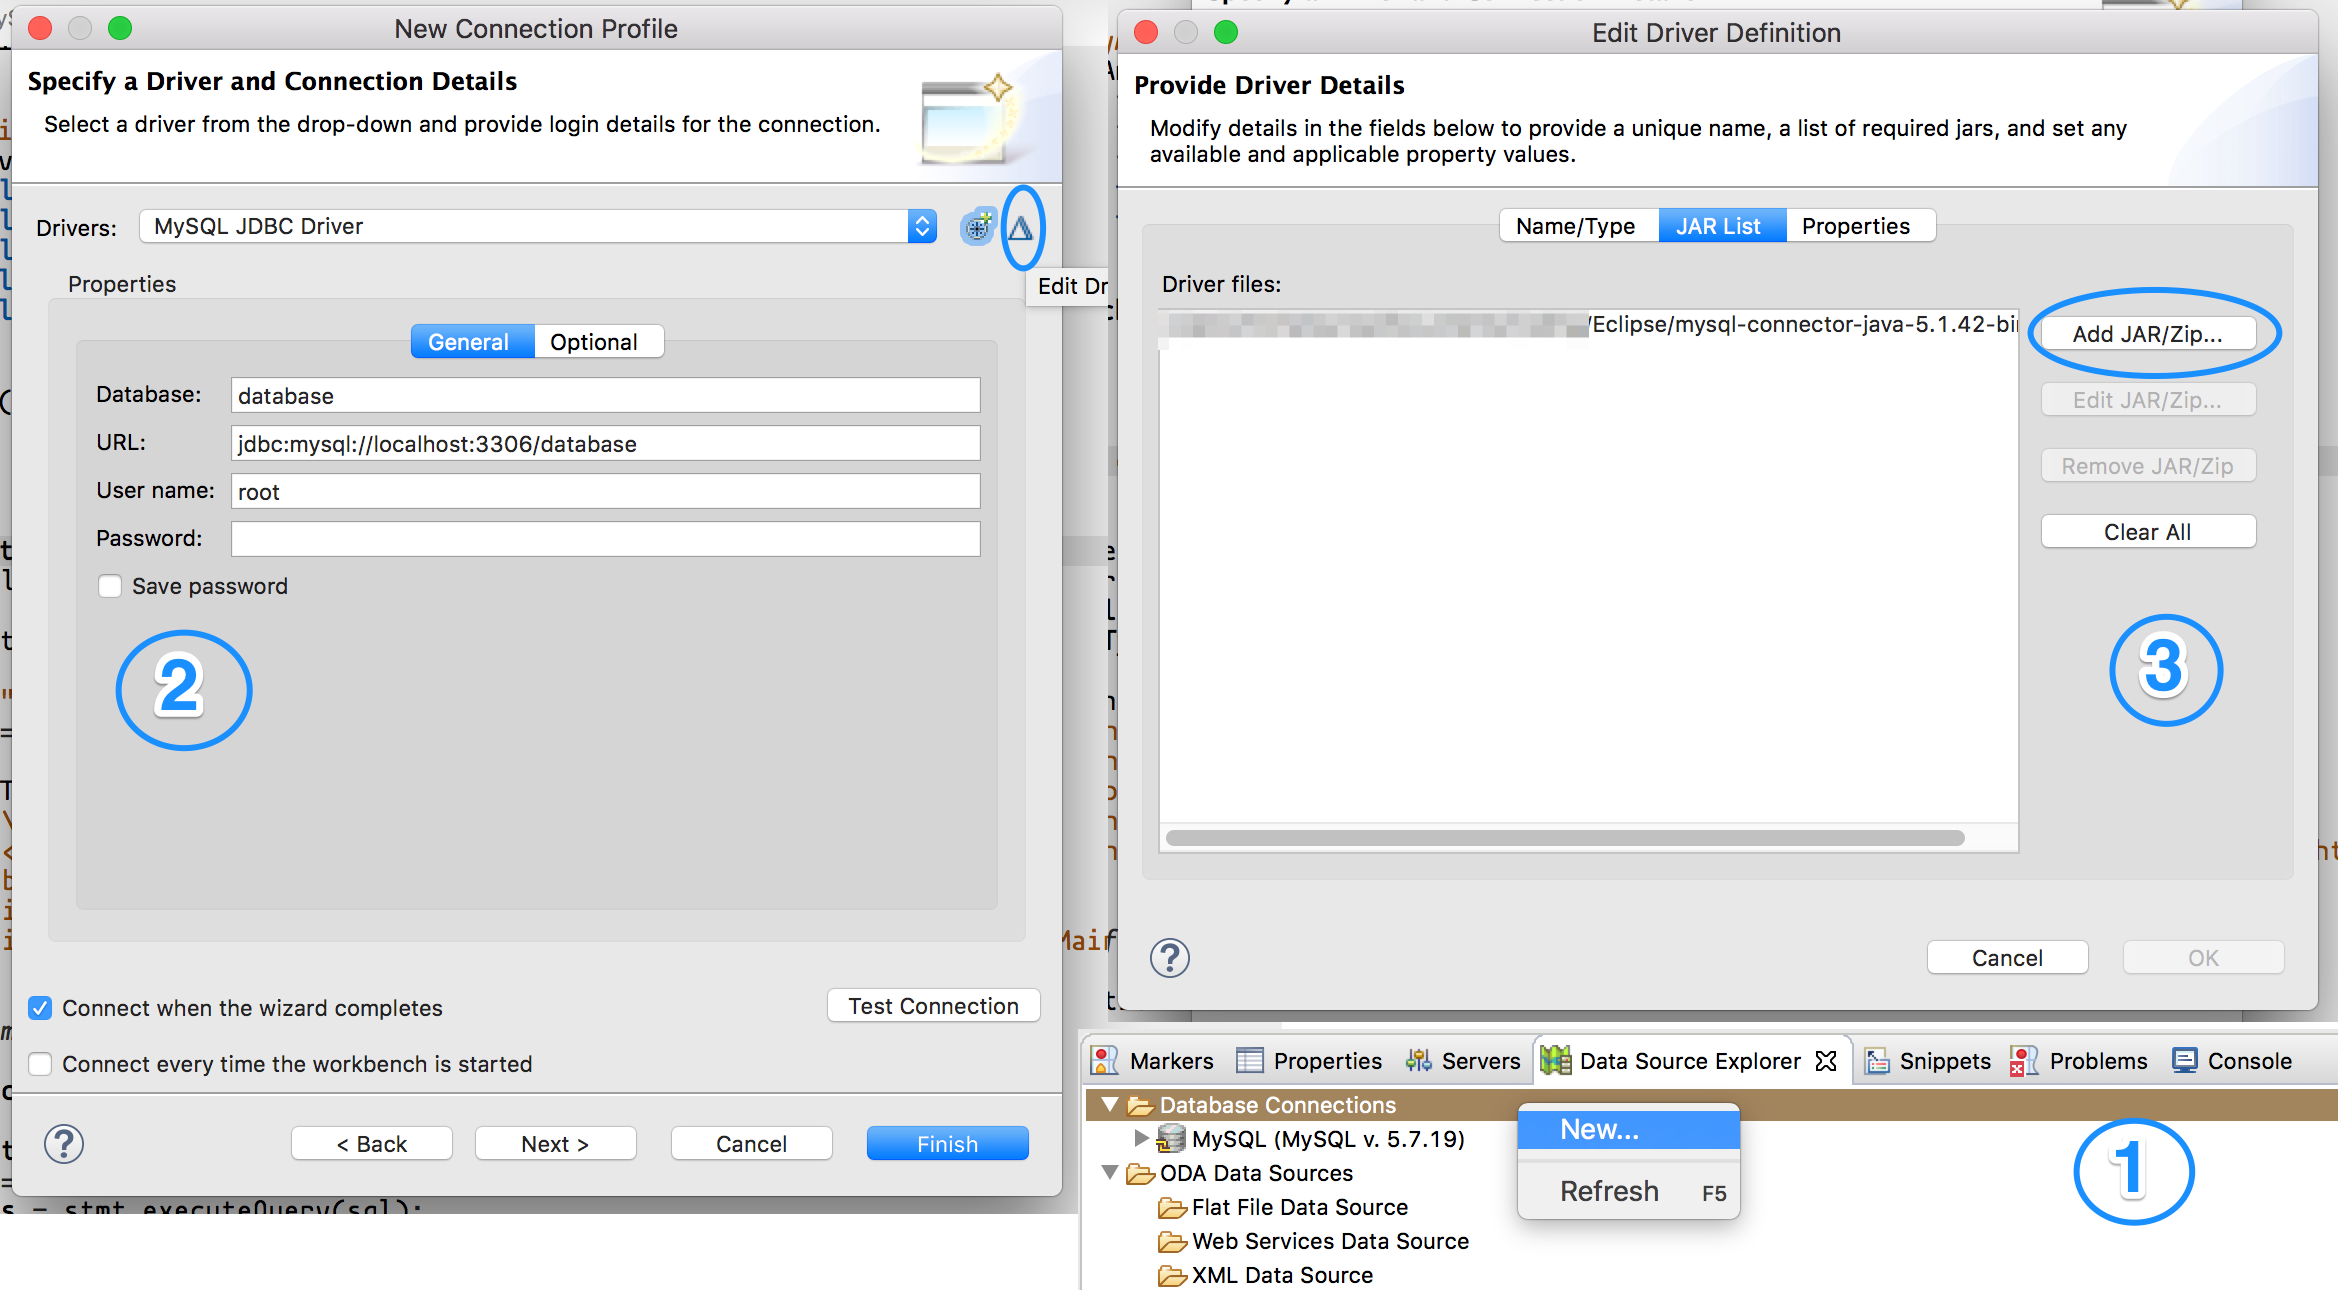 New Connection Profile
Specify a Driver and Connection Details
Select a driver from the drop-down and provide login details for the connection.
Drivers:
MySQL JDBC Driver
Edit Dr
Properties
General
Optional
Database:
database
URL:
jdbc:mysql://localhost:3306/database
User name:
root
Password:
Save password
2
Connect when the wizard completes
Test Connection
Connect every time the workbench is started
?
< Back
Next >
Cancel
Finish
= stmt.executeQuery(sql);
Edit Driver Definition
Provide Driver Details
Modify details in the fields below to provide a unique name, a list of required jars, and set any
available and applicable property values.
Name/Type
JAR List
Properties
Driver files:
/Eclipse/mysql-connector-java-5.1.42-bi
Add JAR/Zip...
Edit JAR/Zip...
Remove JAR/Zip
Clear All
3
?
Cancel
OK
Markers
Properties
Servers
Data Source Explorer
Snippets
Problems
Console
Database Connections
MySQL (MySQL v. 5.7.19)
ODA Data Sources
Flat File Data Source
Web Services Data Source
XML Data Source
New...
Refresh F5
1